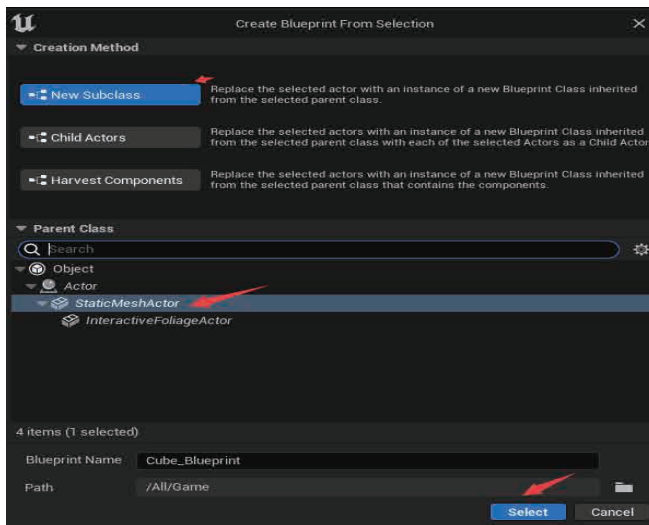 Create Blueprint From Selection
Creation Method
New Subclass
Replace the selected actor with an instance of a new Blueprint Class inherited
from the selected parent class.
Child Actors
Replace the selected actors with an instance of a new Blueprint Class inherited
from the selected parent class with each of the selected Actors as a Child Actor
Harvest Components
Replace the selected actors with an instance of a new Blueprint Class inherited
from the selected parent class that contains the components.
Parent Class
Search
Object
Actor
StaticMeshActor
InteractiveFoliageActor
4 items (1 selected)
Blueprint Name Cube_Blueprint
Path /All/Game
Select Cancel